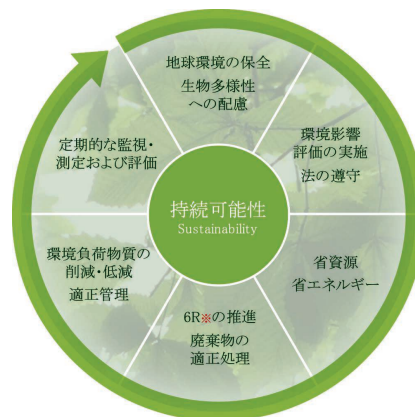 地球環境の保全
生物多様性
への配慮
環境影響
評価の実施
法の遵守
省資源
省エネルギー
6R※の推進
廃棄物の
適正処理
環境負荷物質の
削減・低減
適正管理
定期的な監視・
測定および評価
持続可能性
Sustainability